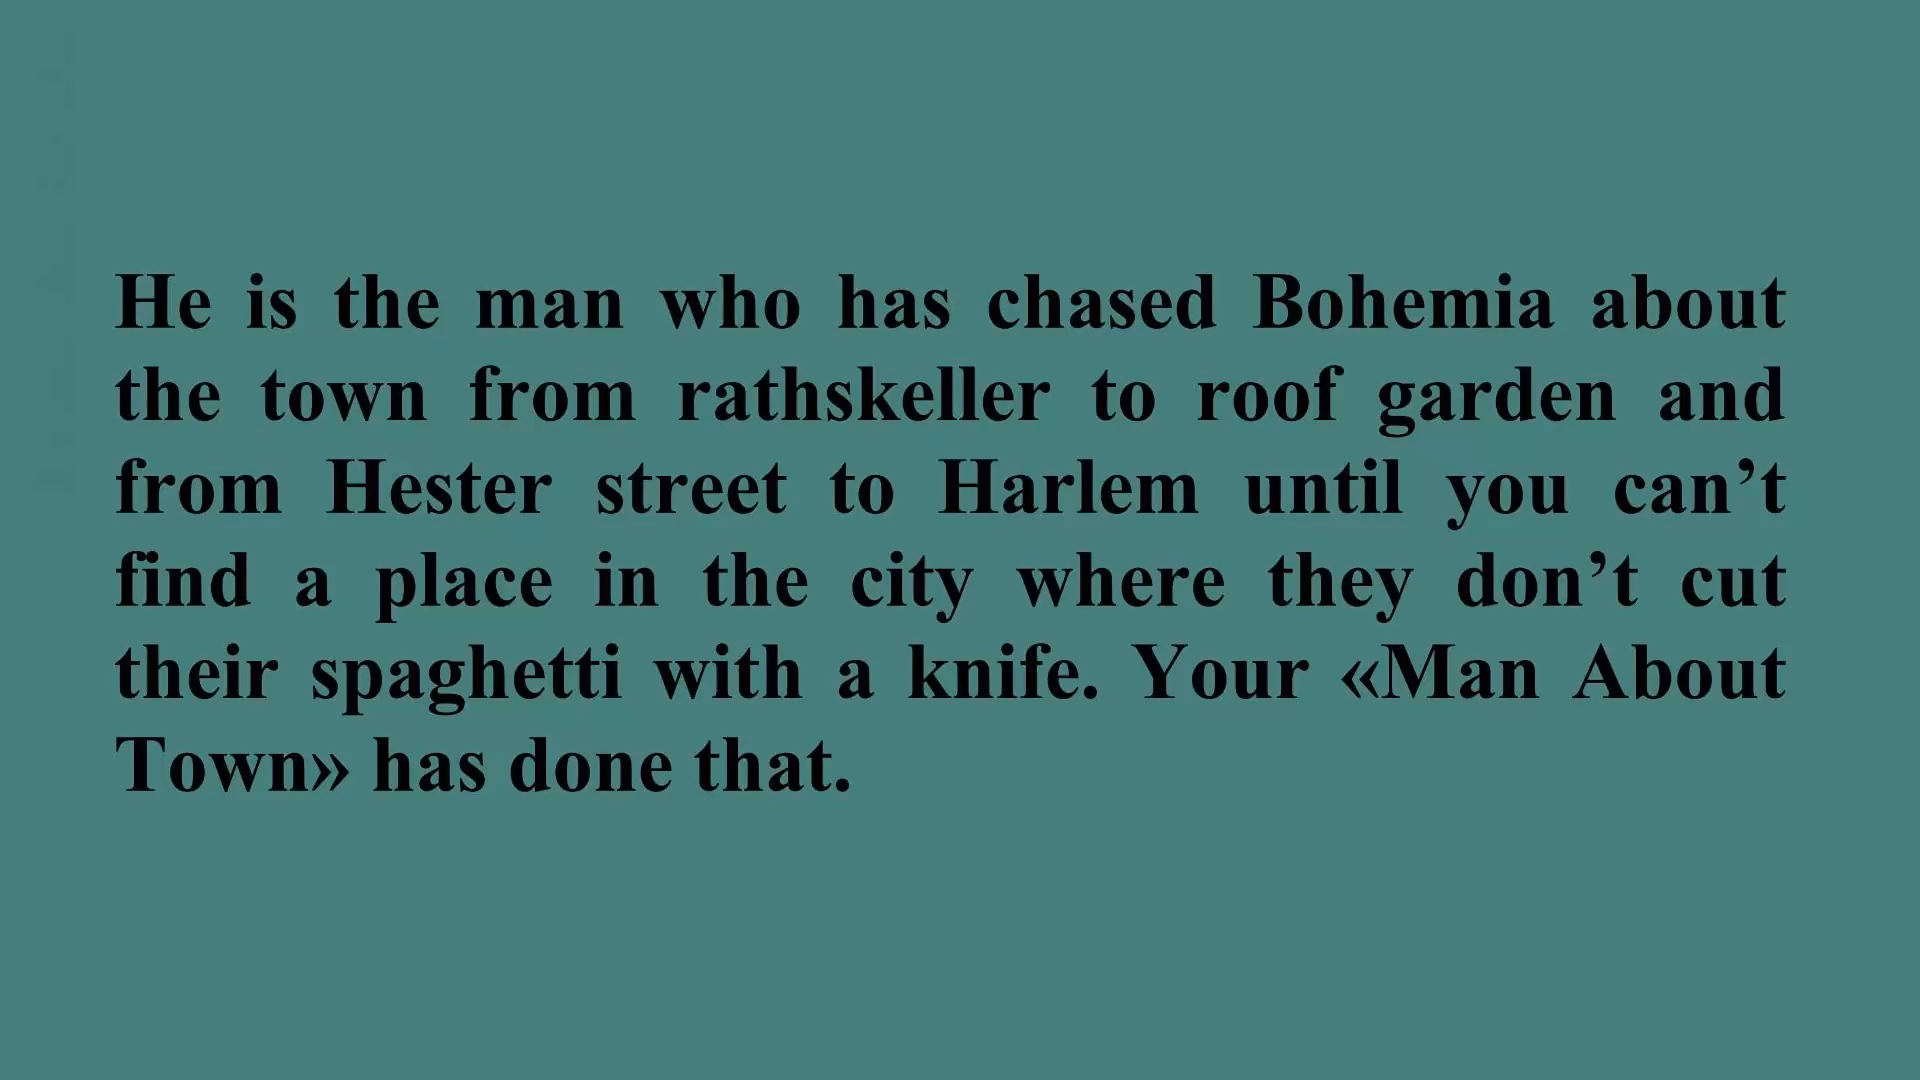 He is the man who has chased Bohemia about
the town from rathskeller to roof garden and
from Hester street to Harlem until you can’t
find a place in the city where they don’t cut
their spaghetti with a knife. Your «Man About
Town» has done that.